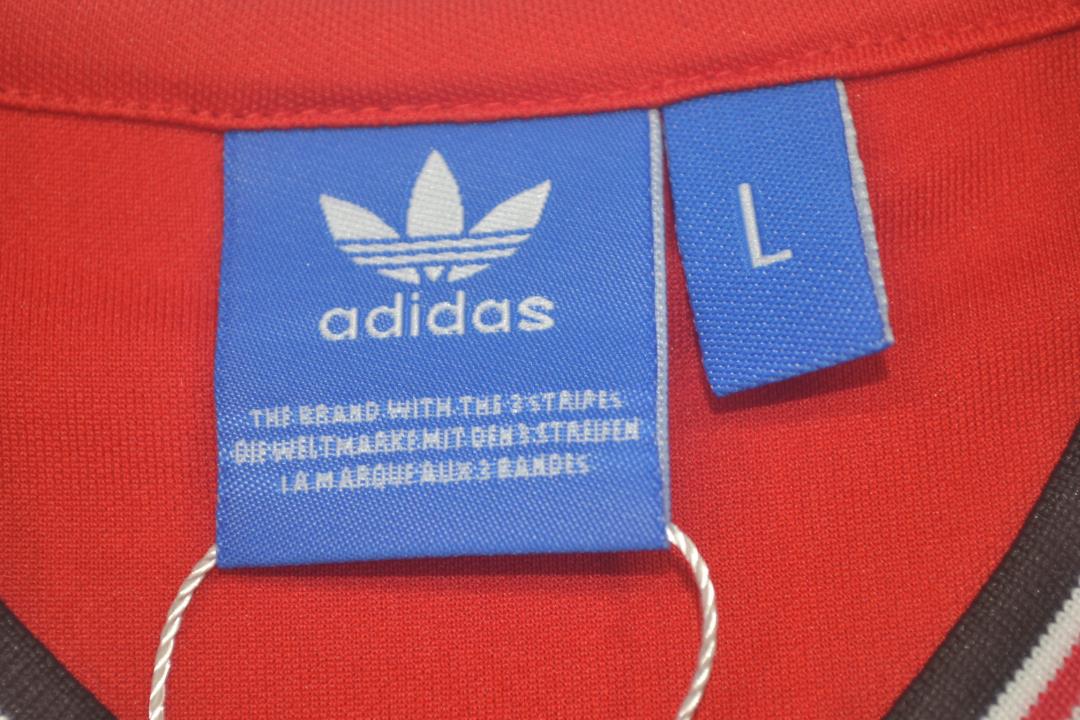 adidas
L
THE BRAND WITH THE 3 STRIPES
DIE WELTMARKE MIT DEN 3 STREIFEN
LA MARQUE AUX 3 BANDES